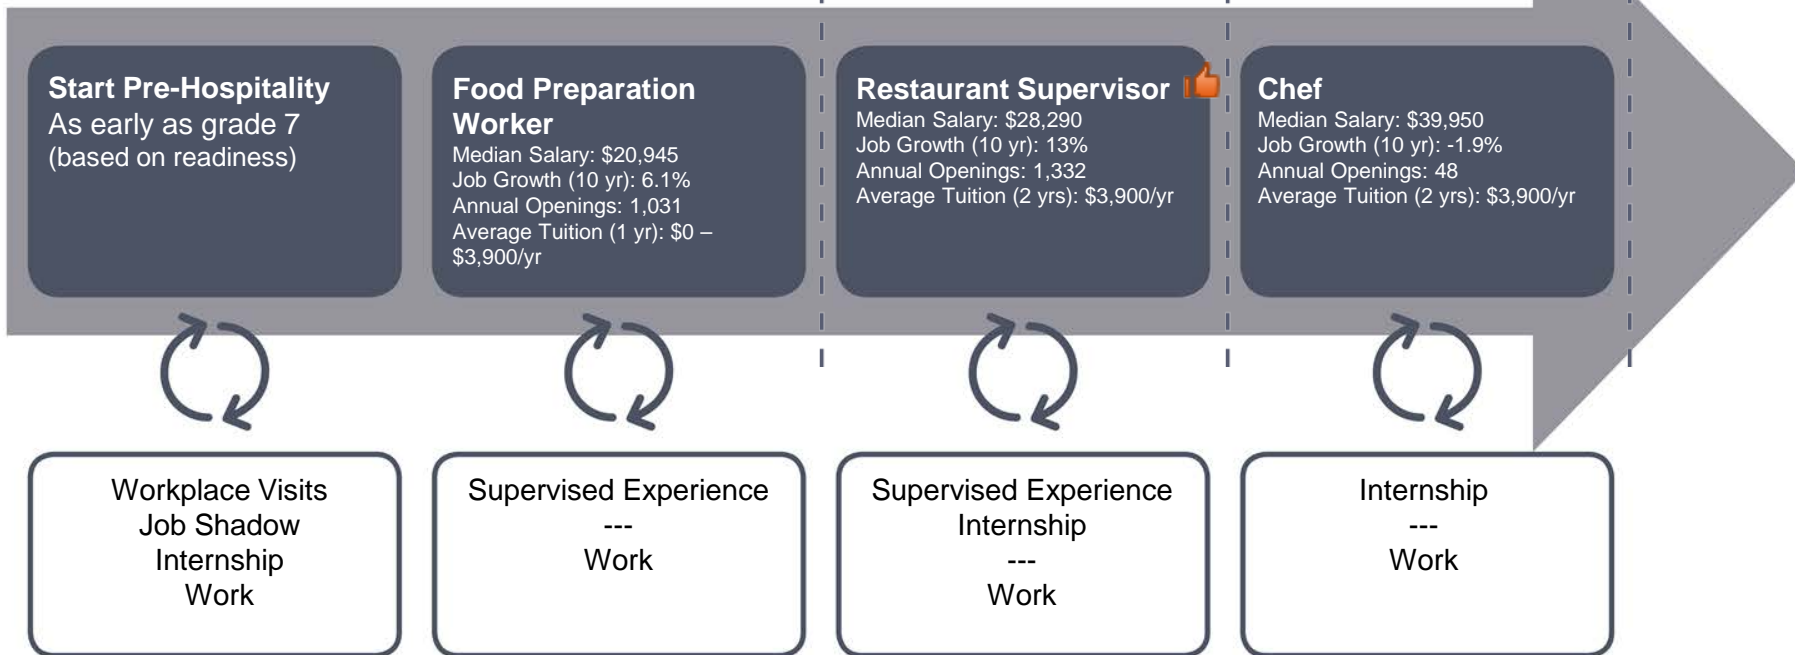 Start Pre-Hospitality
As early as grade 7
(based on readiness)
Food Preparation
Worker
Median Salary: $20,945
Job Growth (10 yr): 6.1%
Annual Openings: 1,031
Average Tuition (1 yr): $0 –
$3,900/yr
Restaurant Supervisor
Median Salary: $28,290
Job Growth (10 yr): 13%
Annual Openings: 1,332
Average Tuition (2 yrs): $3,900/yr
Chef
Median Salary: $39,950
Job Growth (10 yr): -1.9%
Annual Openings: 48
Average Tuition (2 yrs): $3,900/yr
Workplace Visits
Job Shadow
Internship
Work
Supervised Experience
---
Work
Supervised Experience
Internship
---
Work
Internship
---
Work